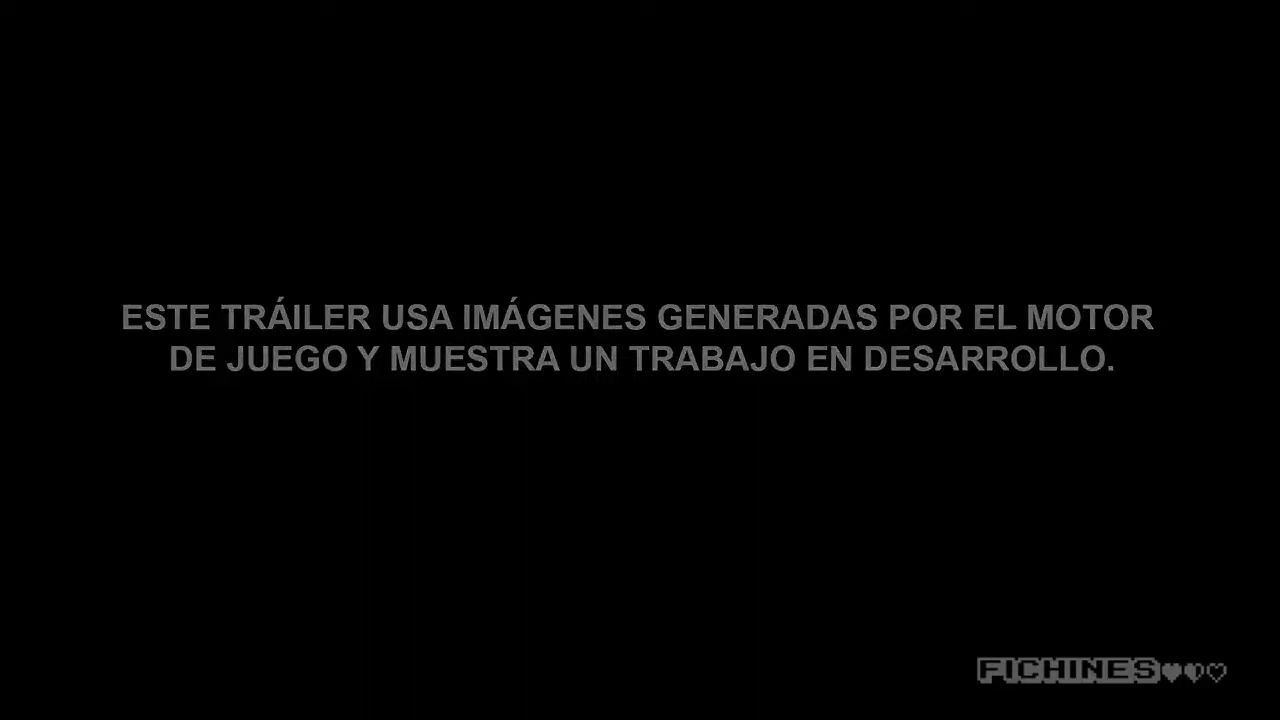 ESTE TRÁILER USA IMÁGENES GENERADAS POR EL MOTOR
DE JUEGO Y MUESTRA UN TRABAJO EN DESARROLLO.
FICHINES